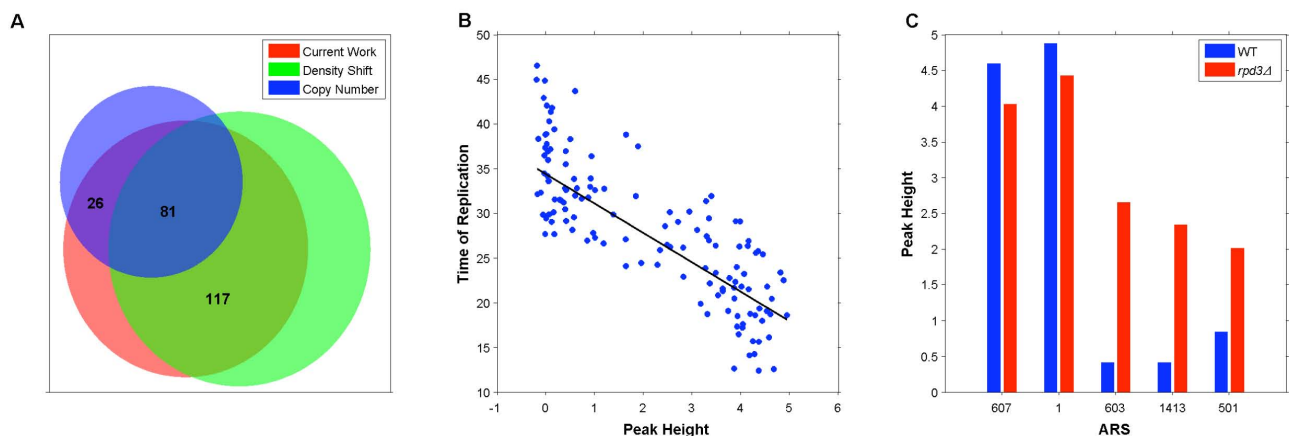 A
Current Work
Density Shift
Copy Number
26
81
117
B
Time of Replication
50
45
40
35
30
25
20
15
10
-1 0 1 2 3 4 5 6
Peak Height
C
WT
rpd3Δ
Peak Height
5
4.5
4
3.5
3
2.5
2
1.5
1
0.5
0
607 1 603 1413 501
ARS